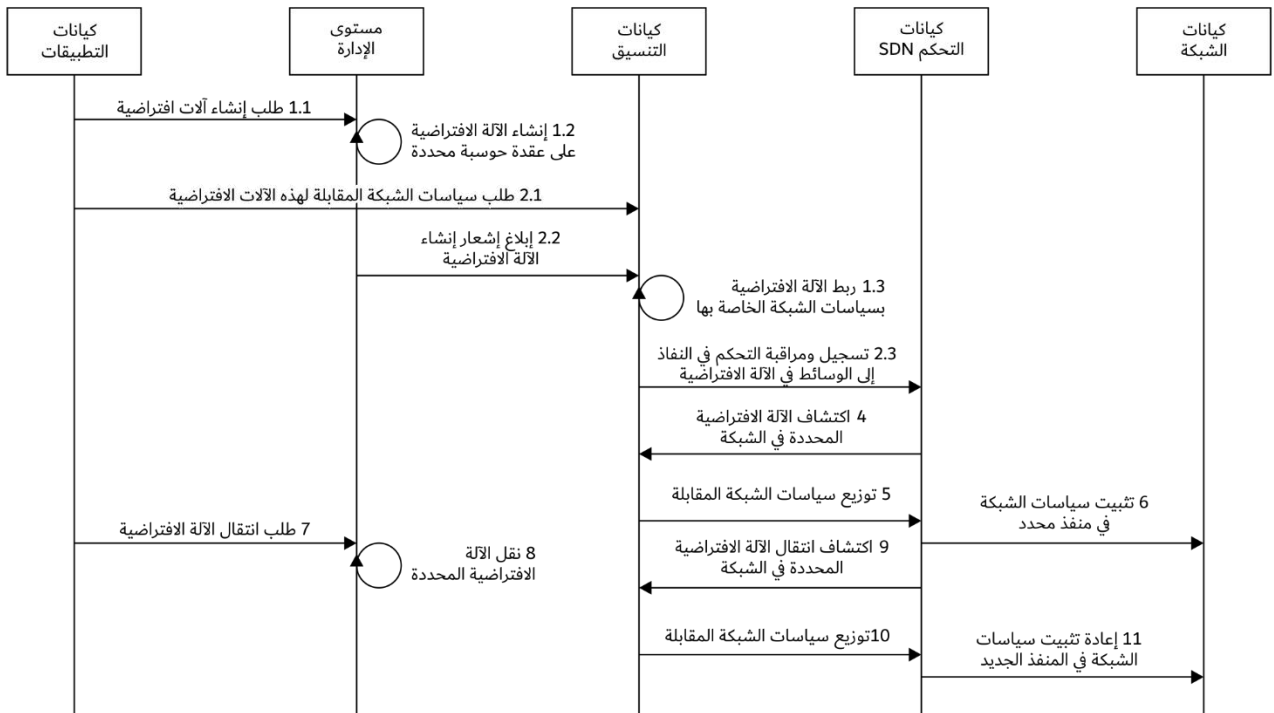 كيانات
التطبيقات
مستوى
الإدارة
كيانات
التنسيق
كيانات
التحكم SDN
كيانات
الشبكة
1.1 طلب إنشاء آلات افتراضية
1.2 إنشاء الآلة الافتراضية
على عقدة حوسبة محددة
2.1 طلب سياسات الشبكة المقابلة لهذه الآلات الافتراضية
2.2 إبلاغ إشعار إنشاء
الآلة الافتراضية
1.3 ربط الآلة الافتراضية
بسياسات الشبكة الخاصة بها
2.3 تسجيل ومراقبة التحكم في النفاذ
إلى الوسائط في الآلة الافتراضية
4 اكتشاف الآلة الافتراضية
المحددة في الشبكة
5 توزيع سياسات الشبكة المقابلة
6 تثبيت سياسات الشبكة
في منفذ محدد
7 طلب انتقال الآلة الافتراضية
8 نقل الآلة
الافتراضية المحددة
9 اكتشاف انتقال الآلة الافتراضية
المحددة في الشبكة
10توزيع سياسات الشبكة المقابلة
11 إعادة تثبيت سياسات
الشبكة في المنفذ الجديد